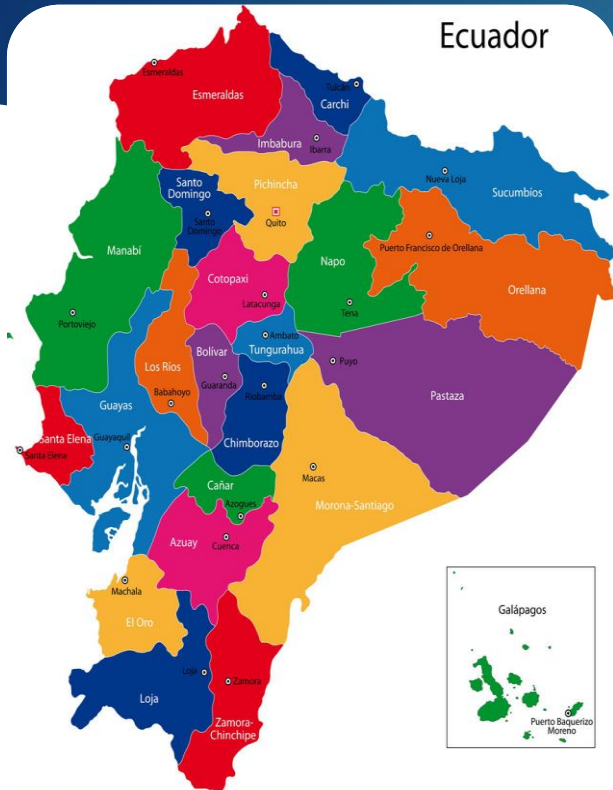 Ecuador
Esmeraldas
Esmeraldas
Tulcán
Carchi
Imbabura
Ibarra
Santo
Domingo
Pichincha
Nueva Loja
Sucumbíos
Santo
Domingo
Quito
Manabí
Puerto Francisco de Orellana
Cotopaxi
Napo
Orellana
Latacunga
Tena
Portoviejo
Ambato
Tungurahua
Bolívar
Los Ríos
Puyo
Guaranda
Riobamba
Pastaza
Babahoyo
Guayas
Santa Elena
Guayaquil
Santa Elena
Chimborazo
Macas
Cañar
Morona-Santiago
Azogues
Azuay
Cuenca
Machala
El Oro
Galápagos
Loja
Zamora
Loja
Zamora-
Chinchipe
Puerto Baquerizo
Moreno